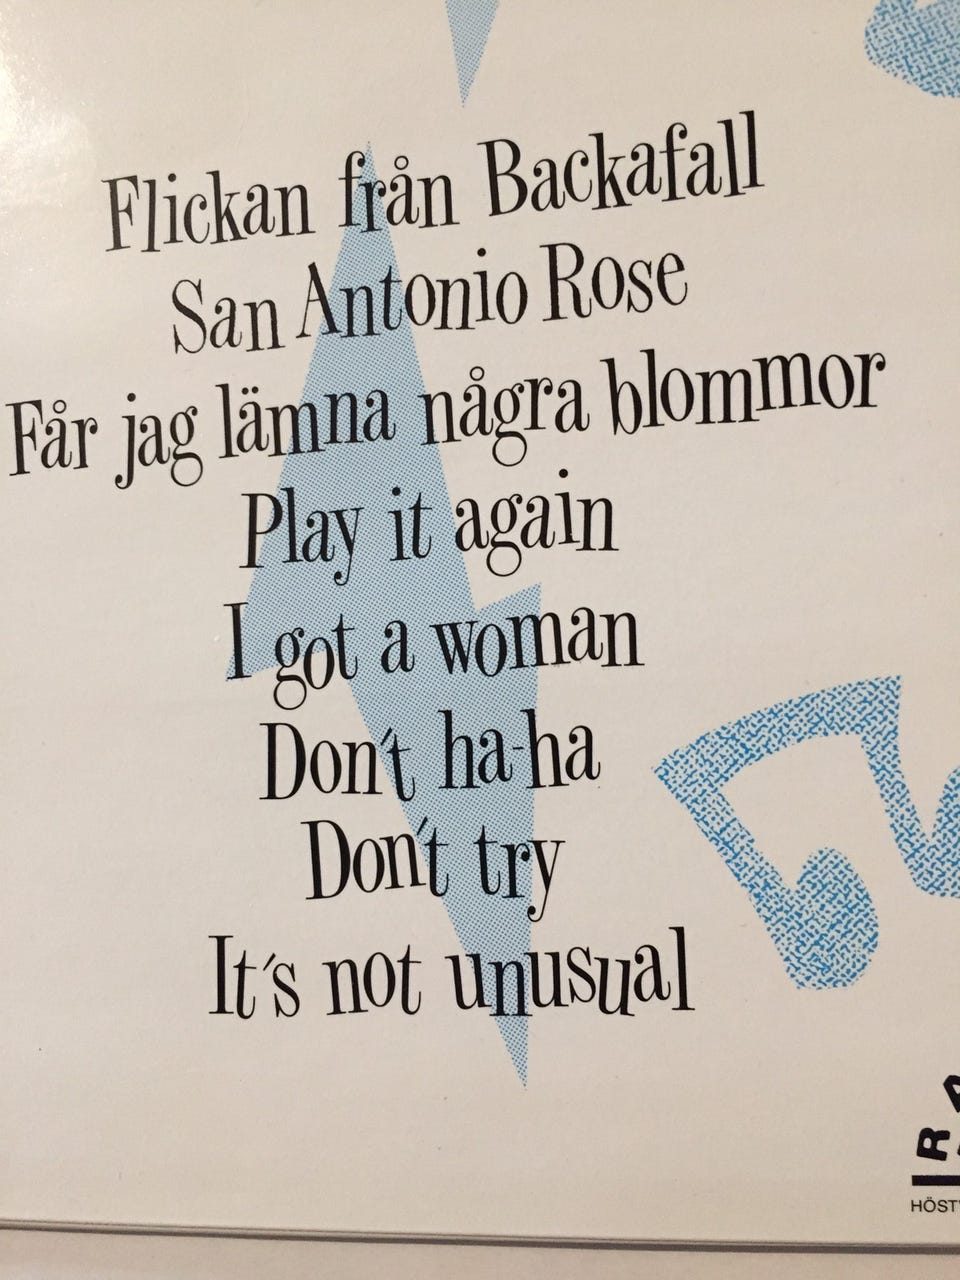 Flickan från Backafall
San Antonio Rose
Får jag lämna några blommor
Play it again
I got a woman
Don't ha-ha
Don't try
It's not unusual